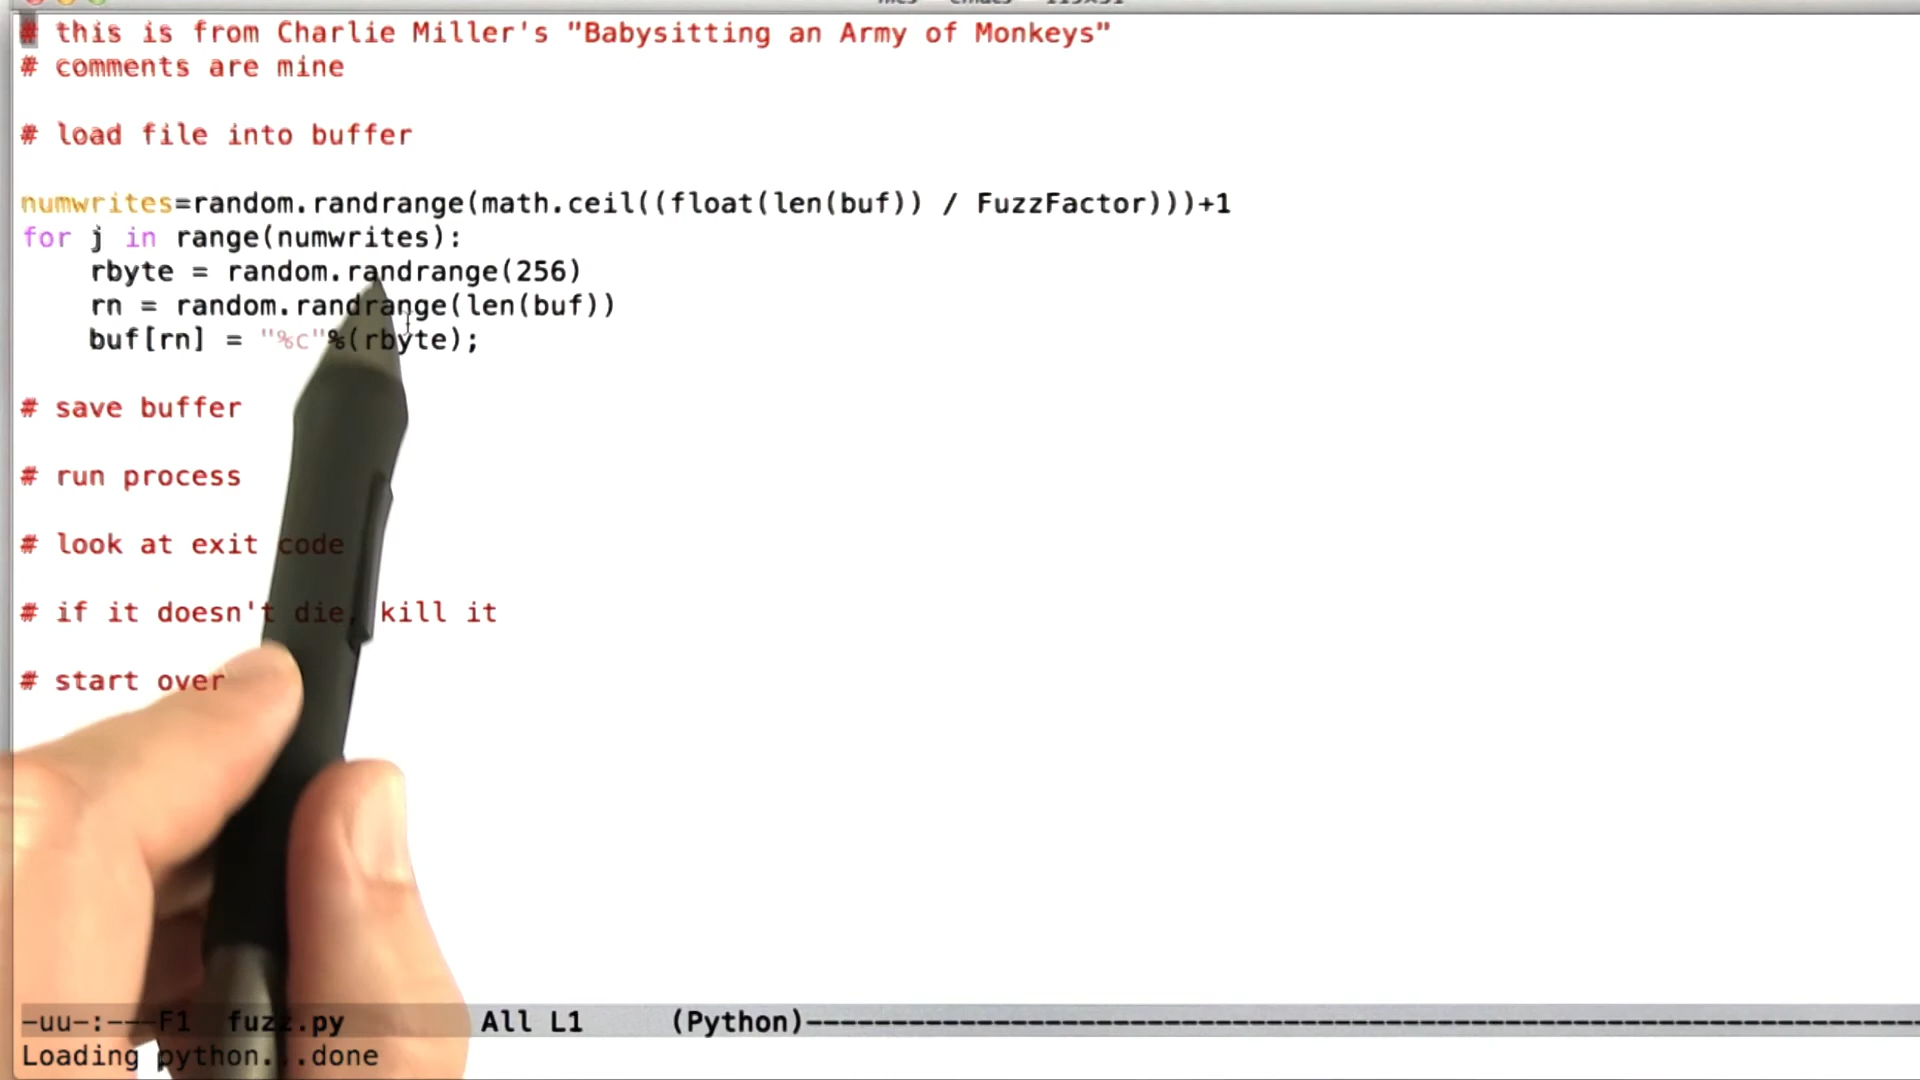 # this is from Charlie Miller's "Babysitting an Army of Monkeys"
# comments are mine
# load file into buffer
numwrites=random.randrange(math.ceil((float(len(buf)) / FuzzFactor)))+1
for j in range(numwrites):
    rbyte = random.randrange(256)
    rn = random.randrange(len(buf))
    buf[rn] = "%c"%(rbyte);
# save buffer
# run process
# look at exit code
# if it doesn't die, kill it
# start over
-uu-:---F1  fuzz.py        All L1     (Python)--------------------------------------------------------------------
Loading python...done